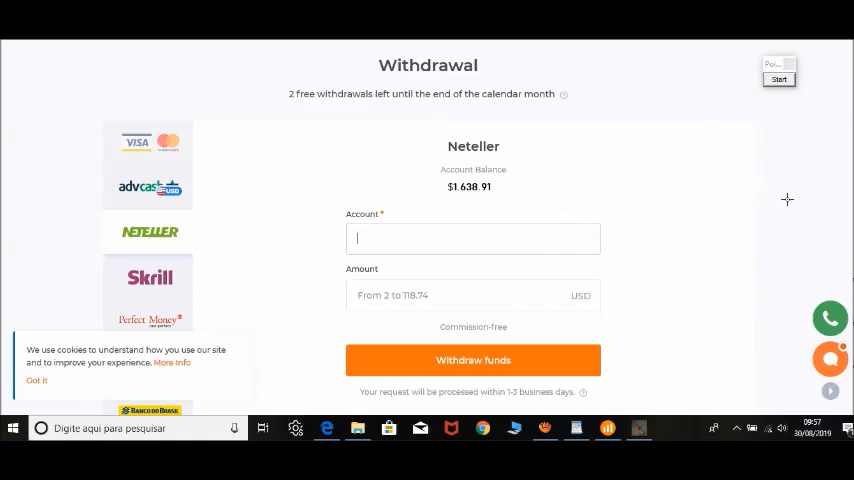 Withdrawal
2 free withdrawals left until the end of the calendar month
Start
VISA
Neteller
Account Balance
$1.638.91
advcash USD
Account *
NETELLER
Amount
From 2 to 118.74 USD
Skrill
Perfect Money
Commission-free
We use cookies to understand how you use our site
and to improve your experience. More Info
Got it
Withdraw funds
Your request will be processed within 1-3 business days.
BANCO DO BRASIL
Digite aqui para pesquisar
09:57
30/08/2019